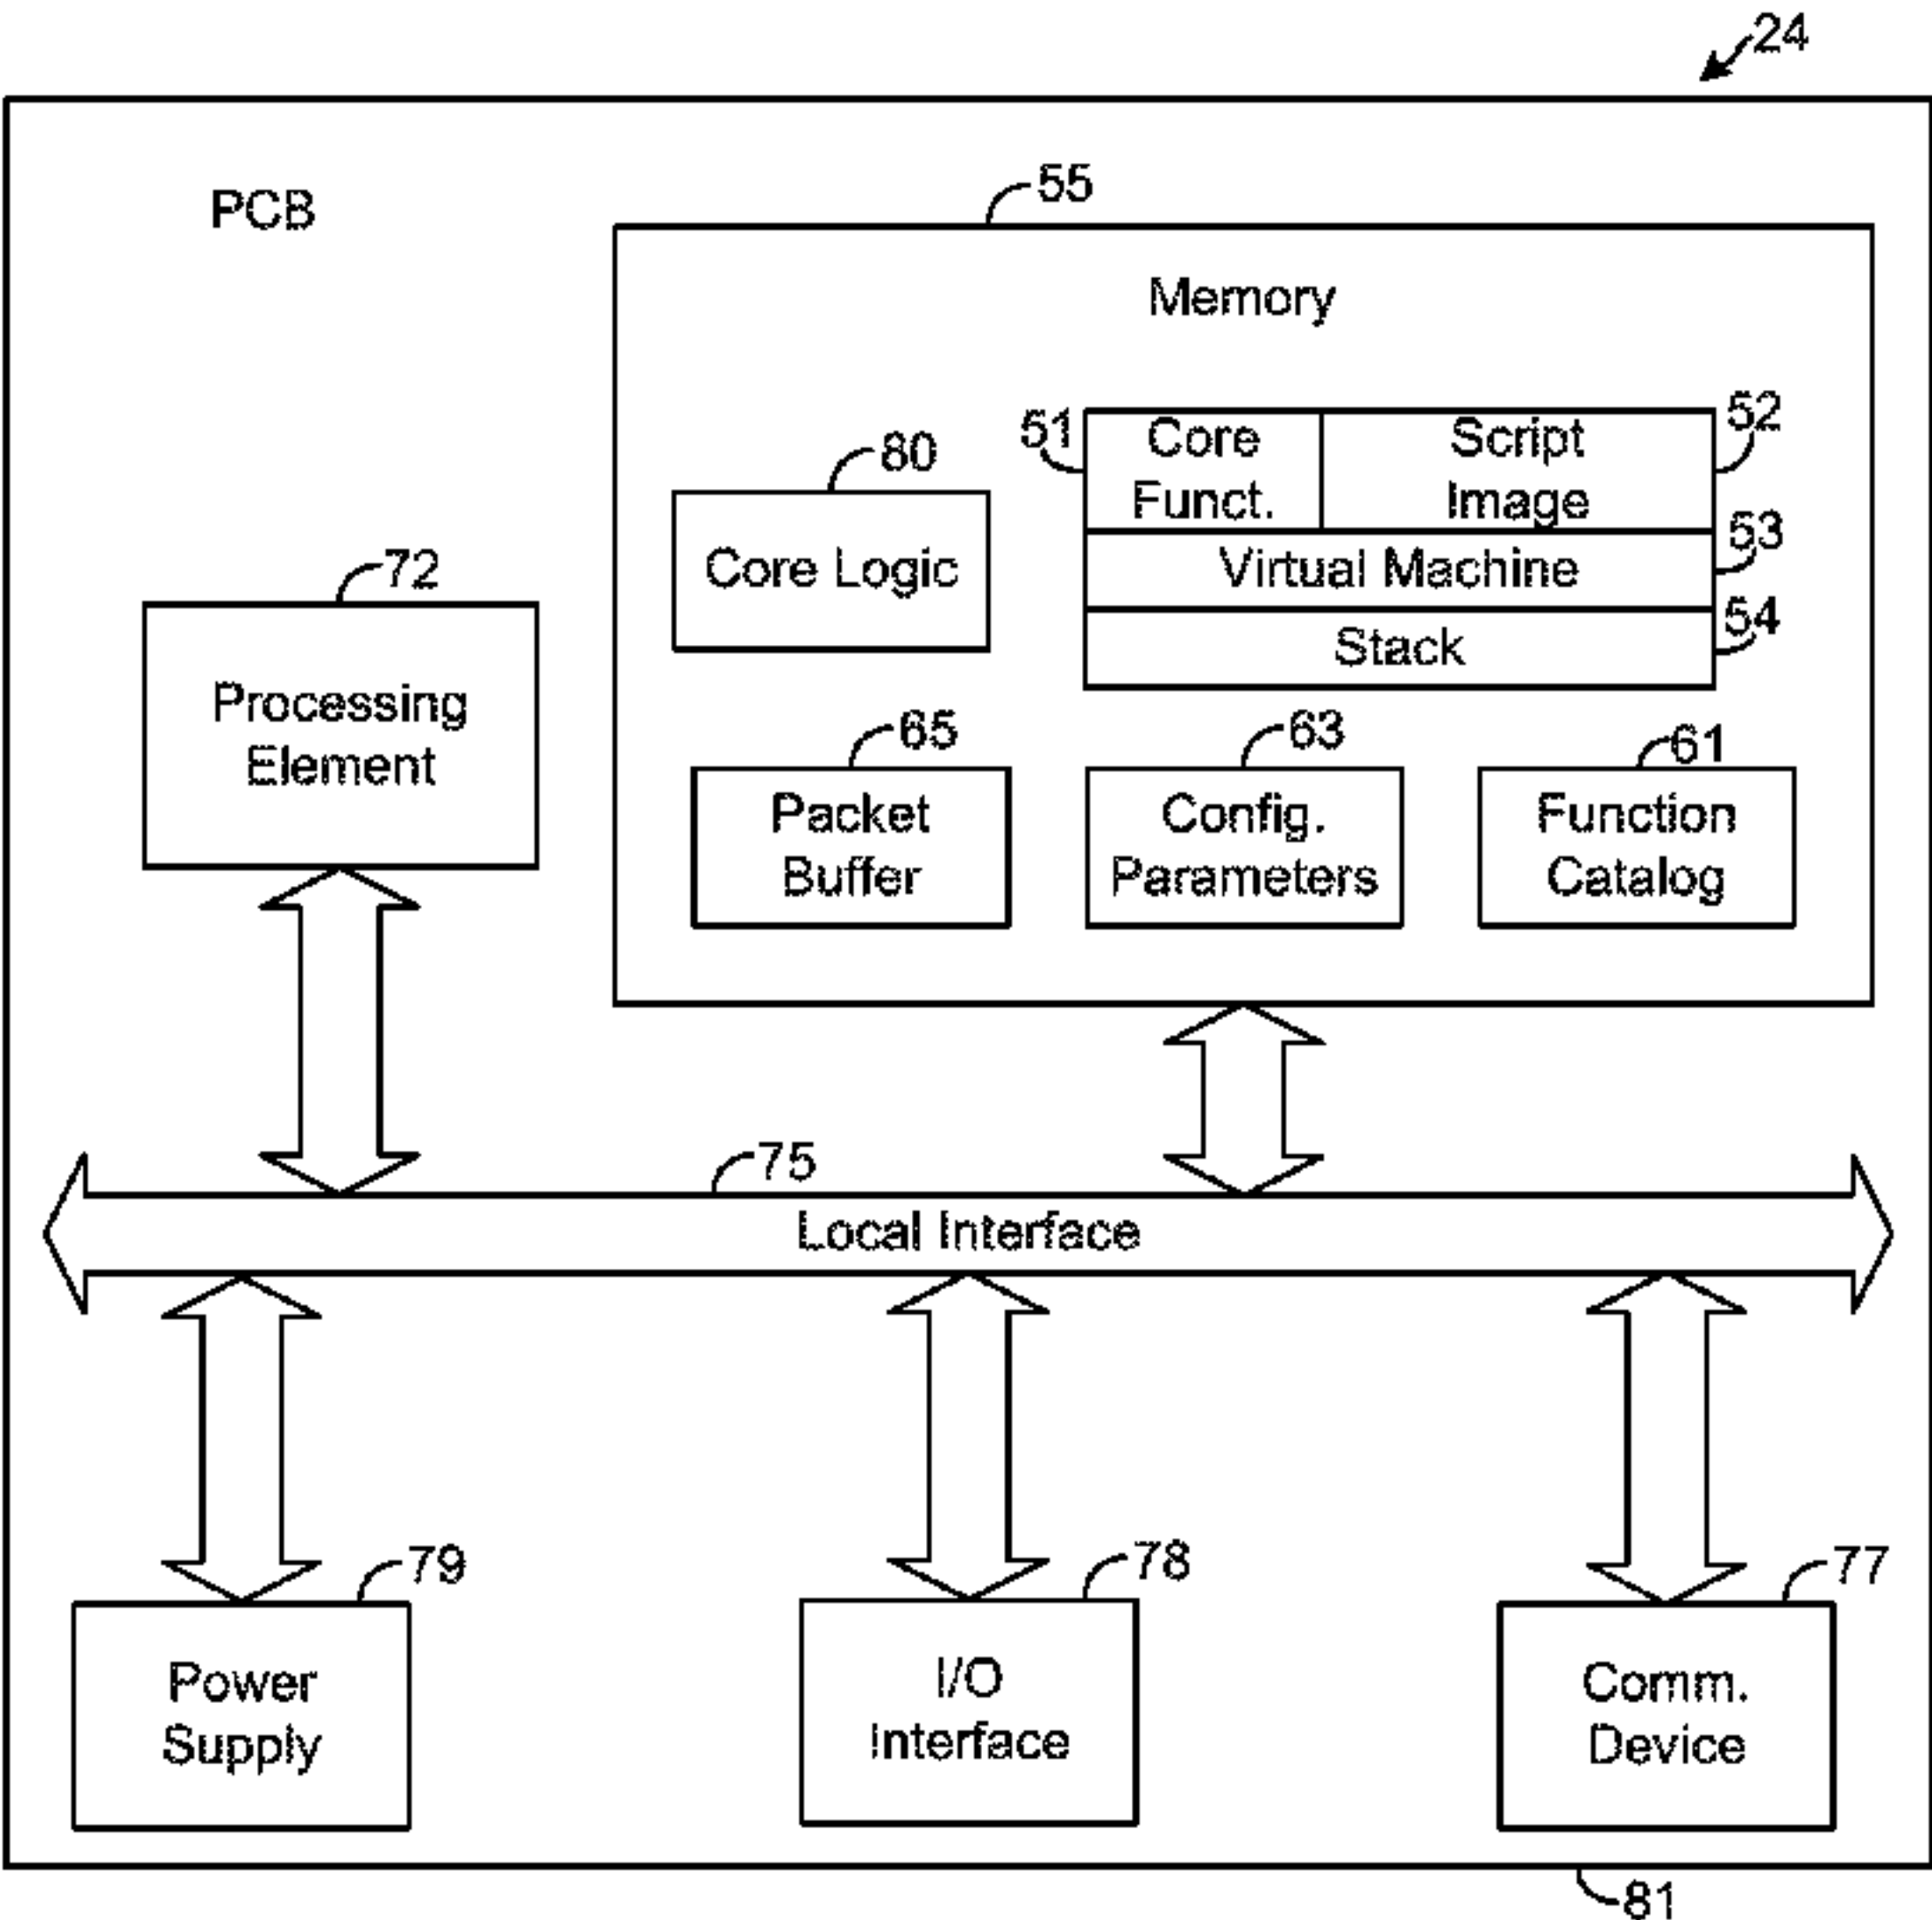 24
PCB
55
Memory
51
Core
Funct.
Script
Image
52
80
Core Logic
Virtual Machine
53
Stack
54
72
Processing
Element
65
Packet
Buffer
63
Config.
Parameters
61
Function
Catalog
75
Local Interface
79
Power
Supply
78
I/O
Interface
77
Comm.
Device
81